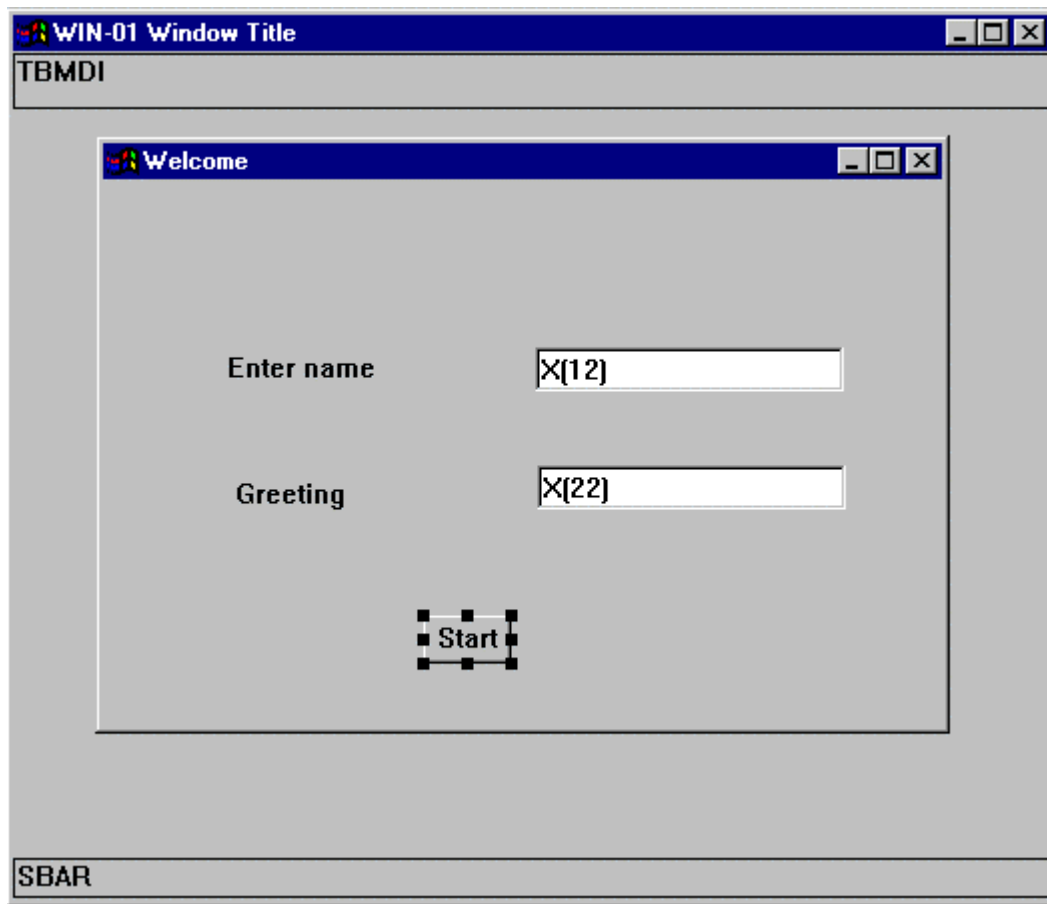 WIN-01 Window Title
TBMDI
Welcome
Enter name X(12)
Greeting X(22)
Start
SBAR